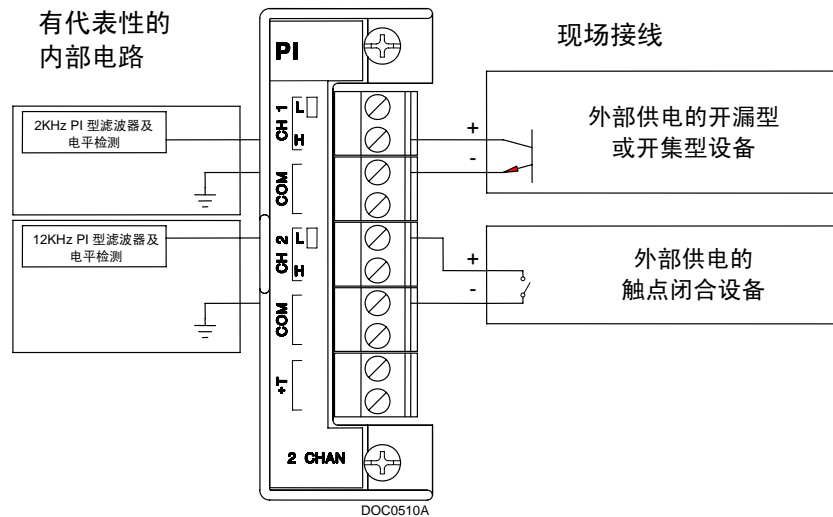 有代表性的
内部电路
现场接线
PI
2KHz PI 型滤波器及
电平检测
12KHz PI 型滤波器及
电平检测
CH 1
L
H
COM
CH 2
L
H
COM
+T
2 CHAN
+
-
外部供电的开漏型
或开集型设备
+
-
外部供电的
触点闭合设备
DOC0510A